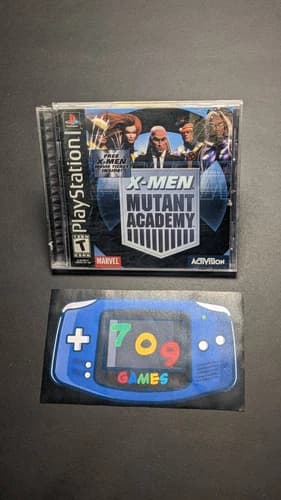 PlayStation
FREE
X-MEN
MOVIE TICKET
INSIDE!
X-MEN
MUTANT
ACADEMY
T
MARVEL
ACTIVISION
709
GAMES